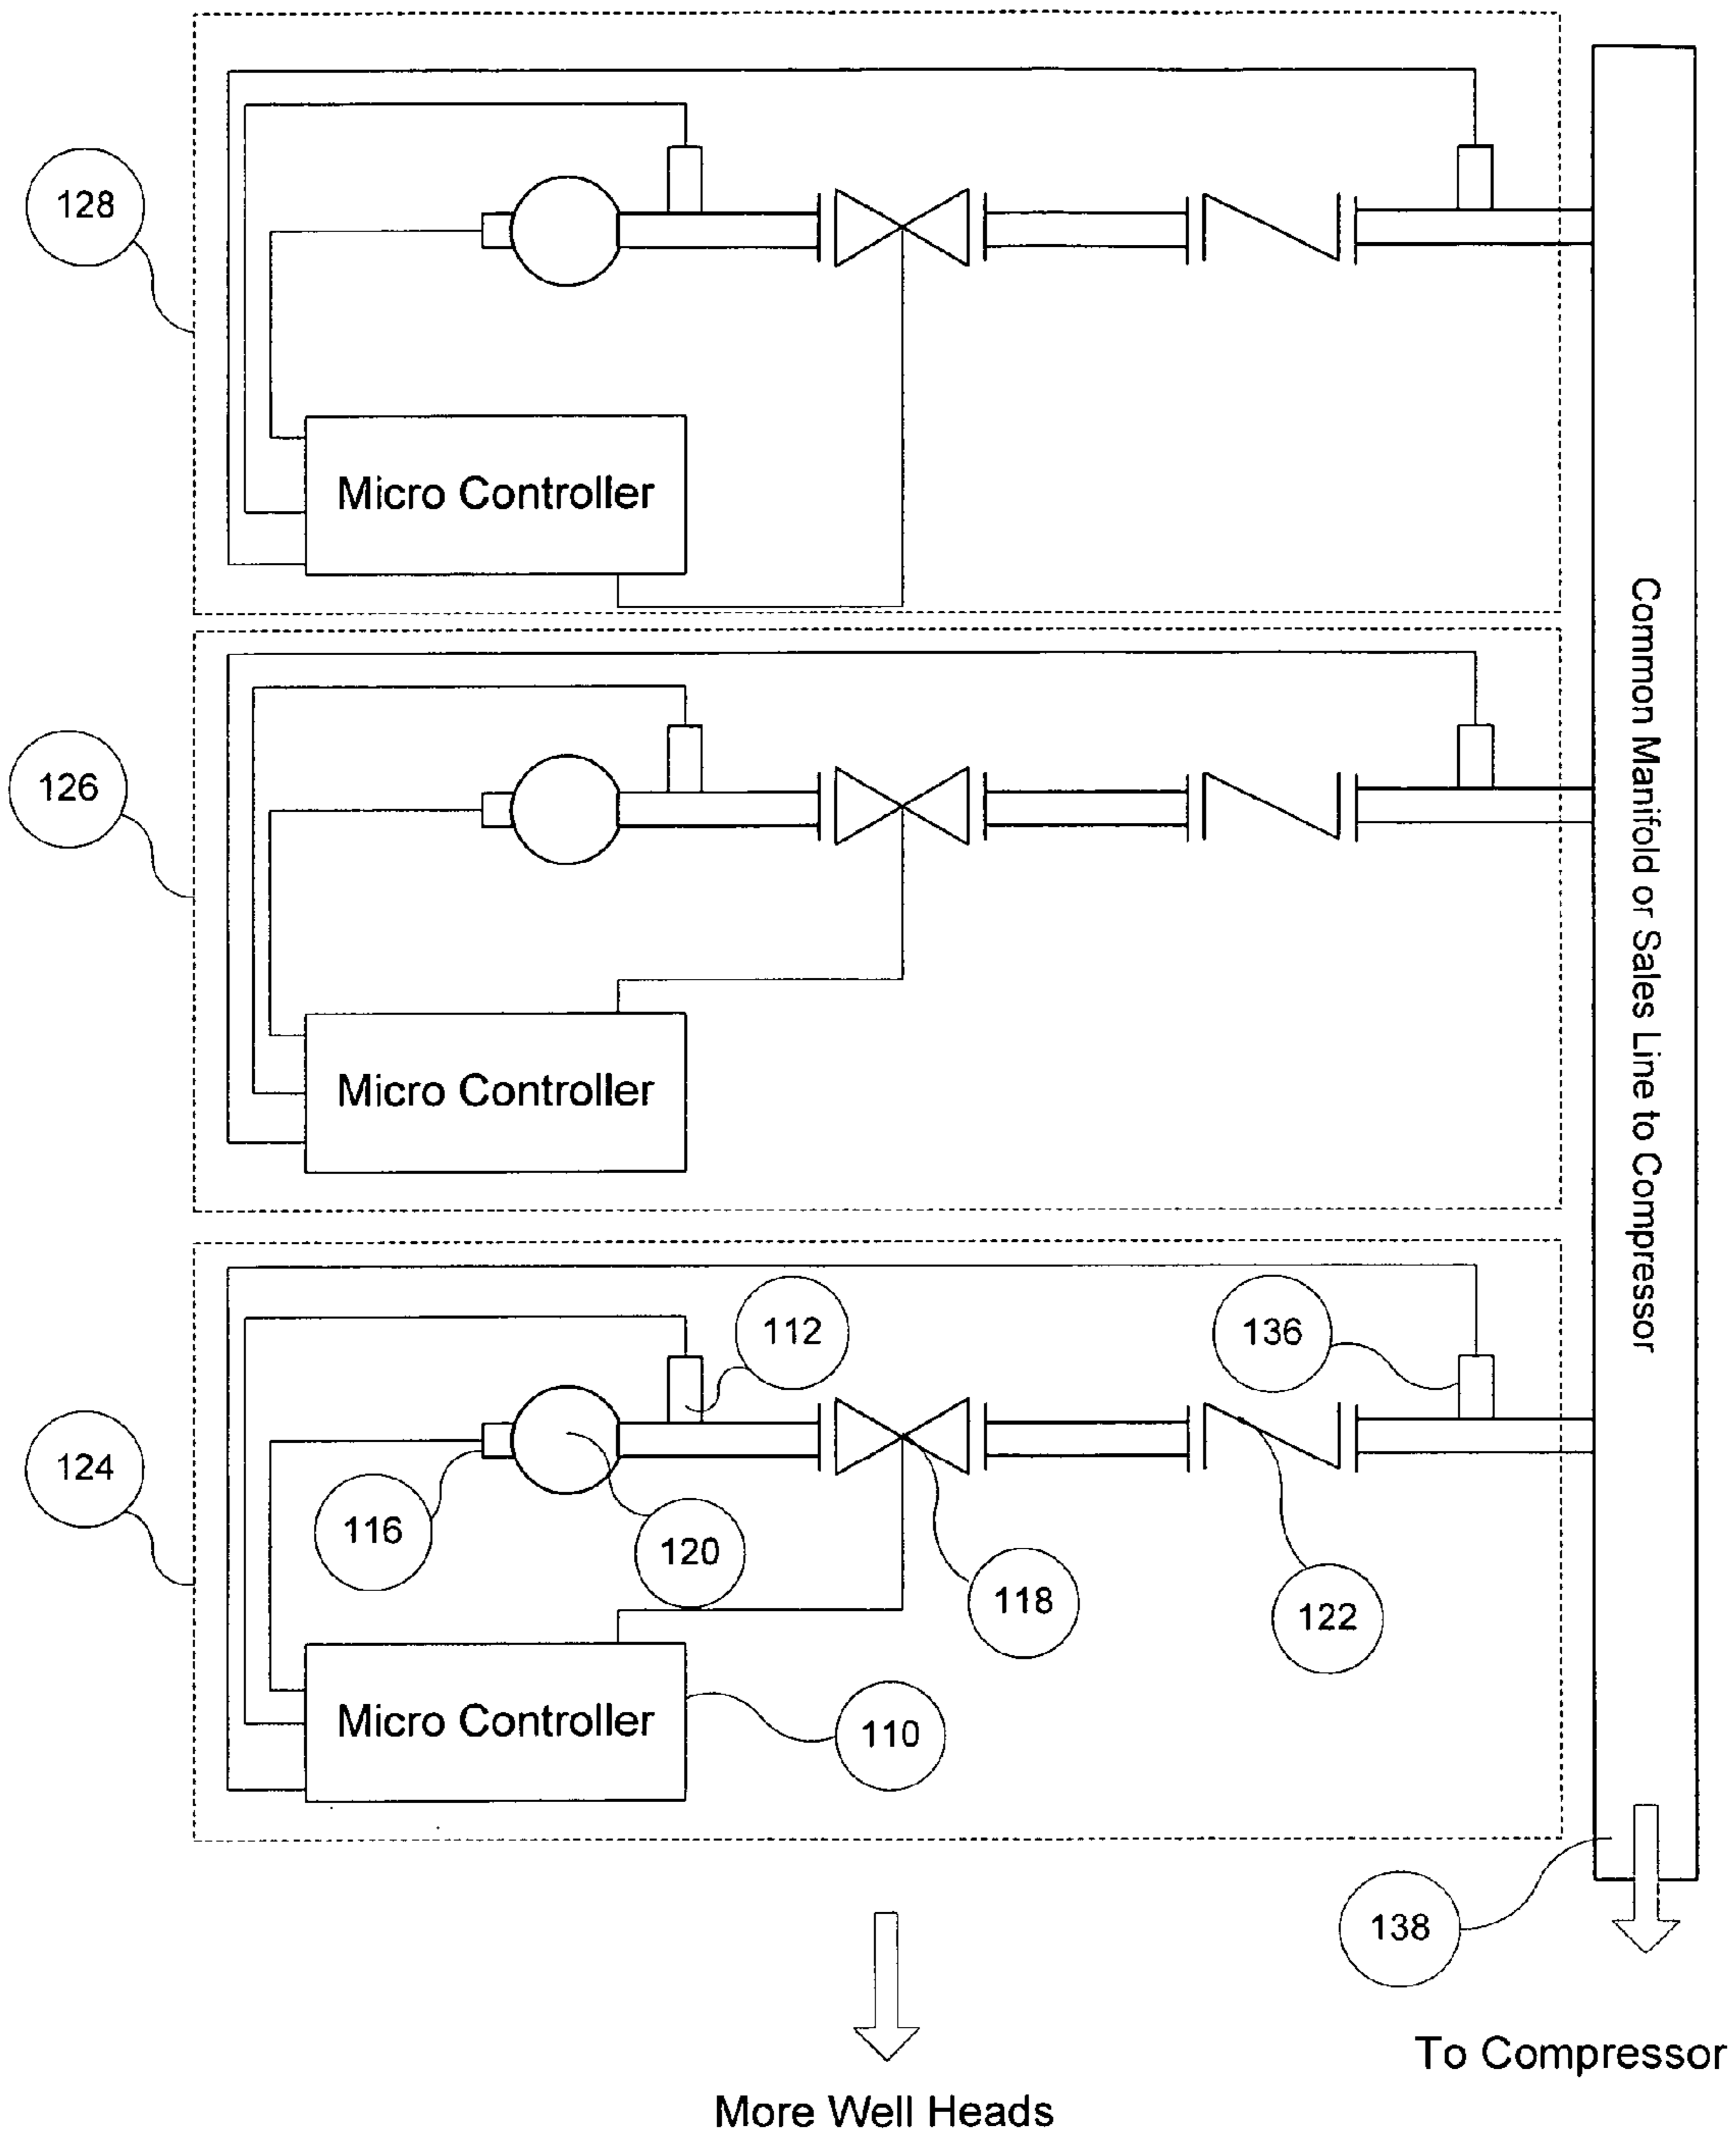 128
Micro Controller
126
Micro Controller
Common Manifold or Sales Line to Compressor
112
136
124
116
120
118
122
Micro Controller
110
138
To Compressor
More Well Heads